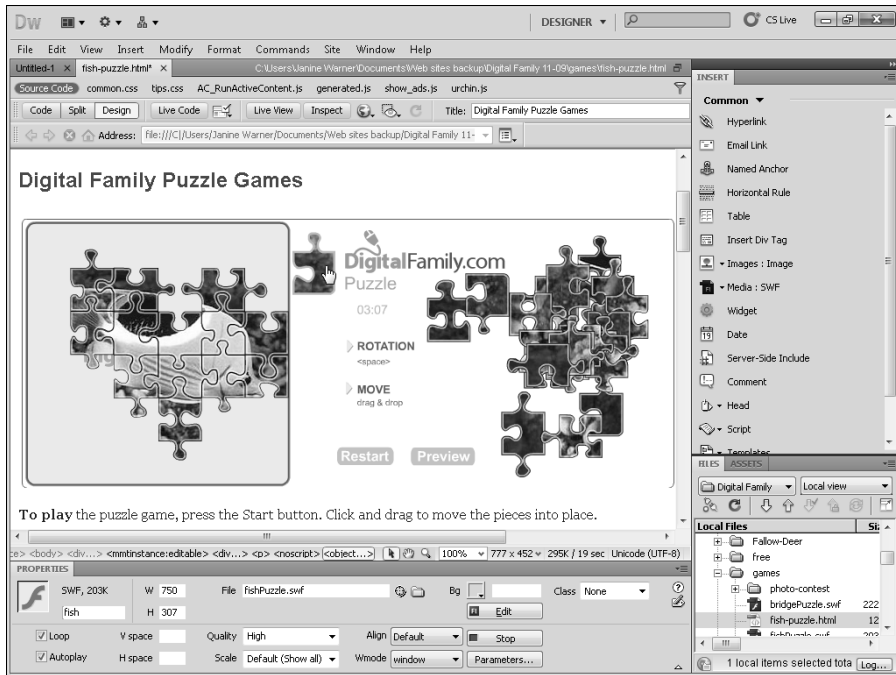 Dw DESIGNER CS Live
File Edit View Insert Modify Format Commands Site Window Help
Untitled-1 × fish-puzzle.html* × C:\Users\Janine Warner\Documents\Web sites backup\Digital Family 11-09\games\fish-puzzle.html
Source Code common.css tips.css AC_RunActiveContent.js generated.js show_ads.js urchin.js
Code Split Design Live Code Live View Inspect Title: Digital Family Puzzle Games
Address: file:///C|/Users/Janine Warner/Documents/Web sites backup/Digital Family 11-
Digital Family Puzzle Games
DigitalFamily.com
Puzzle
03:07
ROTATION
<space>
MOVE
drag & drop
Restart Preview
To play the puzzle game, press the Start button. Click and drag to move the pieces into place.
ce> <body> <div...> <mmtinstance:editable> <div...> <p> <noscript> <object...> 100% 777 x 452 295K / 19 sec Unicode (UTF-8)
PROPERTIES
SWF, 203K W 750 File fishPuzzle.swf Bg Class None
fish H 307 Edit
Loop V space Quality High Align Default Stop
Autoplay H space Scale Default (Show all) Wmode window Parameters...
INSERT
Common
Hyperlink
Email Link
Named Anchor
Horizontal Rule
Table
Insert Div Tag
Images : Image
Media : SWF
Widget
19 Date
Server-Side Include
Comment
Head
Script
Templates
FILES ASSETS
Digital Family Local view
Local Files Si
Fallow-Deer
free
games
photo-contest
bridgePuzzle.swf 222
fish-puzzle.html 12
fishPuzzle.swf 203
1 local items selected tota Log...